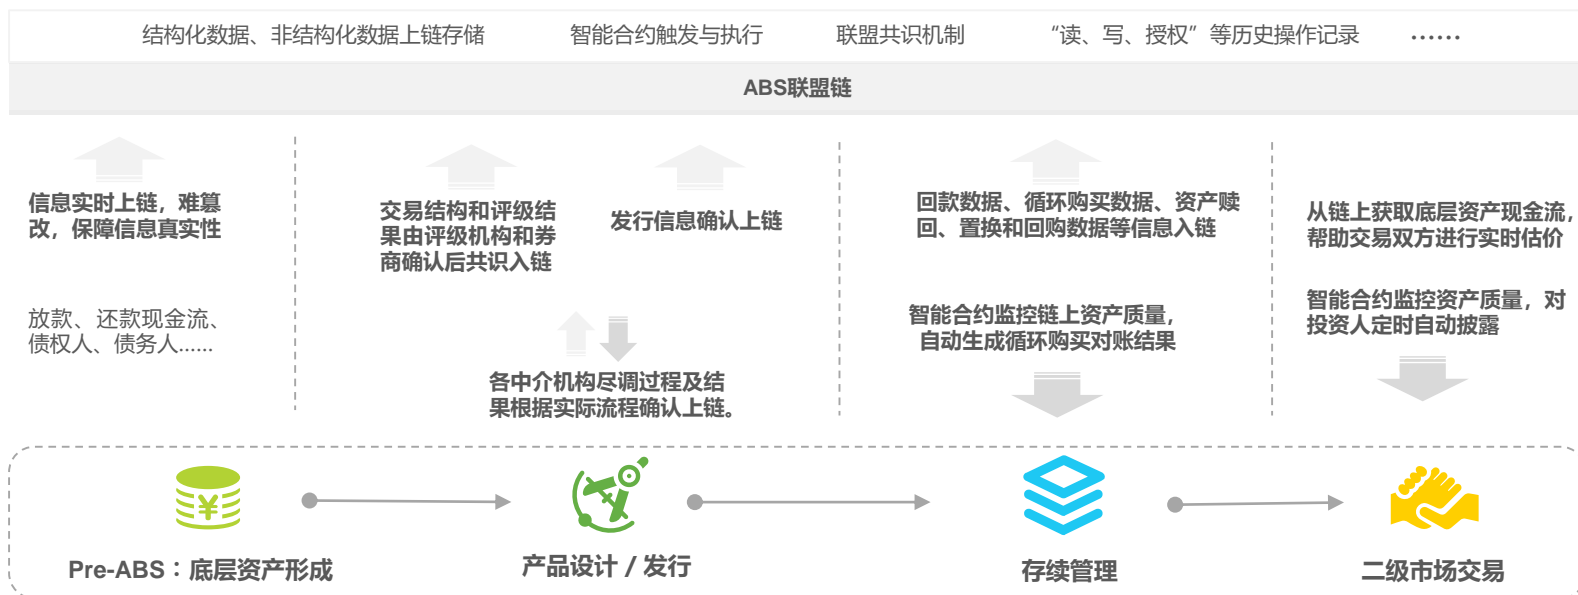 结构化数据、非结构化数据上链存储
智能合约触发与执行
联盟共识机制
“读、写、授权”等历史操作记录
……
ABS联盟链
信息实时上链，难篡
改，保障信息真实性
放款、还款现金流、
债权人、债务人……
交易结构和评级结
果由评级机构和券
商确认后共识入链
发行信息确认上链
各中介机构尽调过程及结
果根据实际流程确认上链。
回款数据、循环购买数据、资产赎
回、置换和回购数据等信息入链
智能合约监控链上资产质量，
自动生成循环购买对账结果
从链上获取底层资产现金流，
帮助交易双方进行实时估价
智能合约监控资产质量，对
投资人定时自动披露
¥
Pre-ABS：底层资产形成
产品设计 / 发行
存续管理
二级市场交易